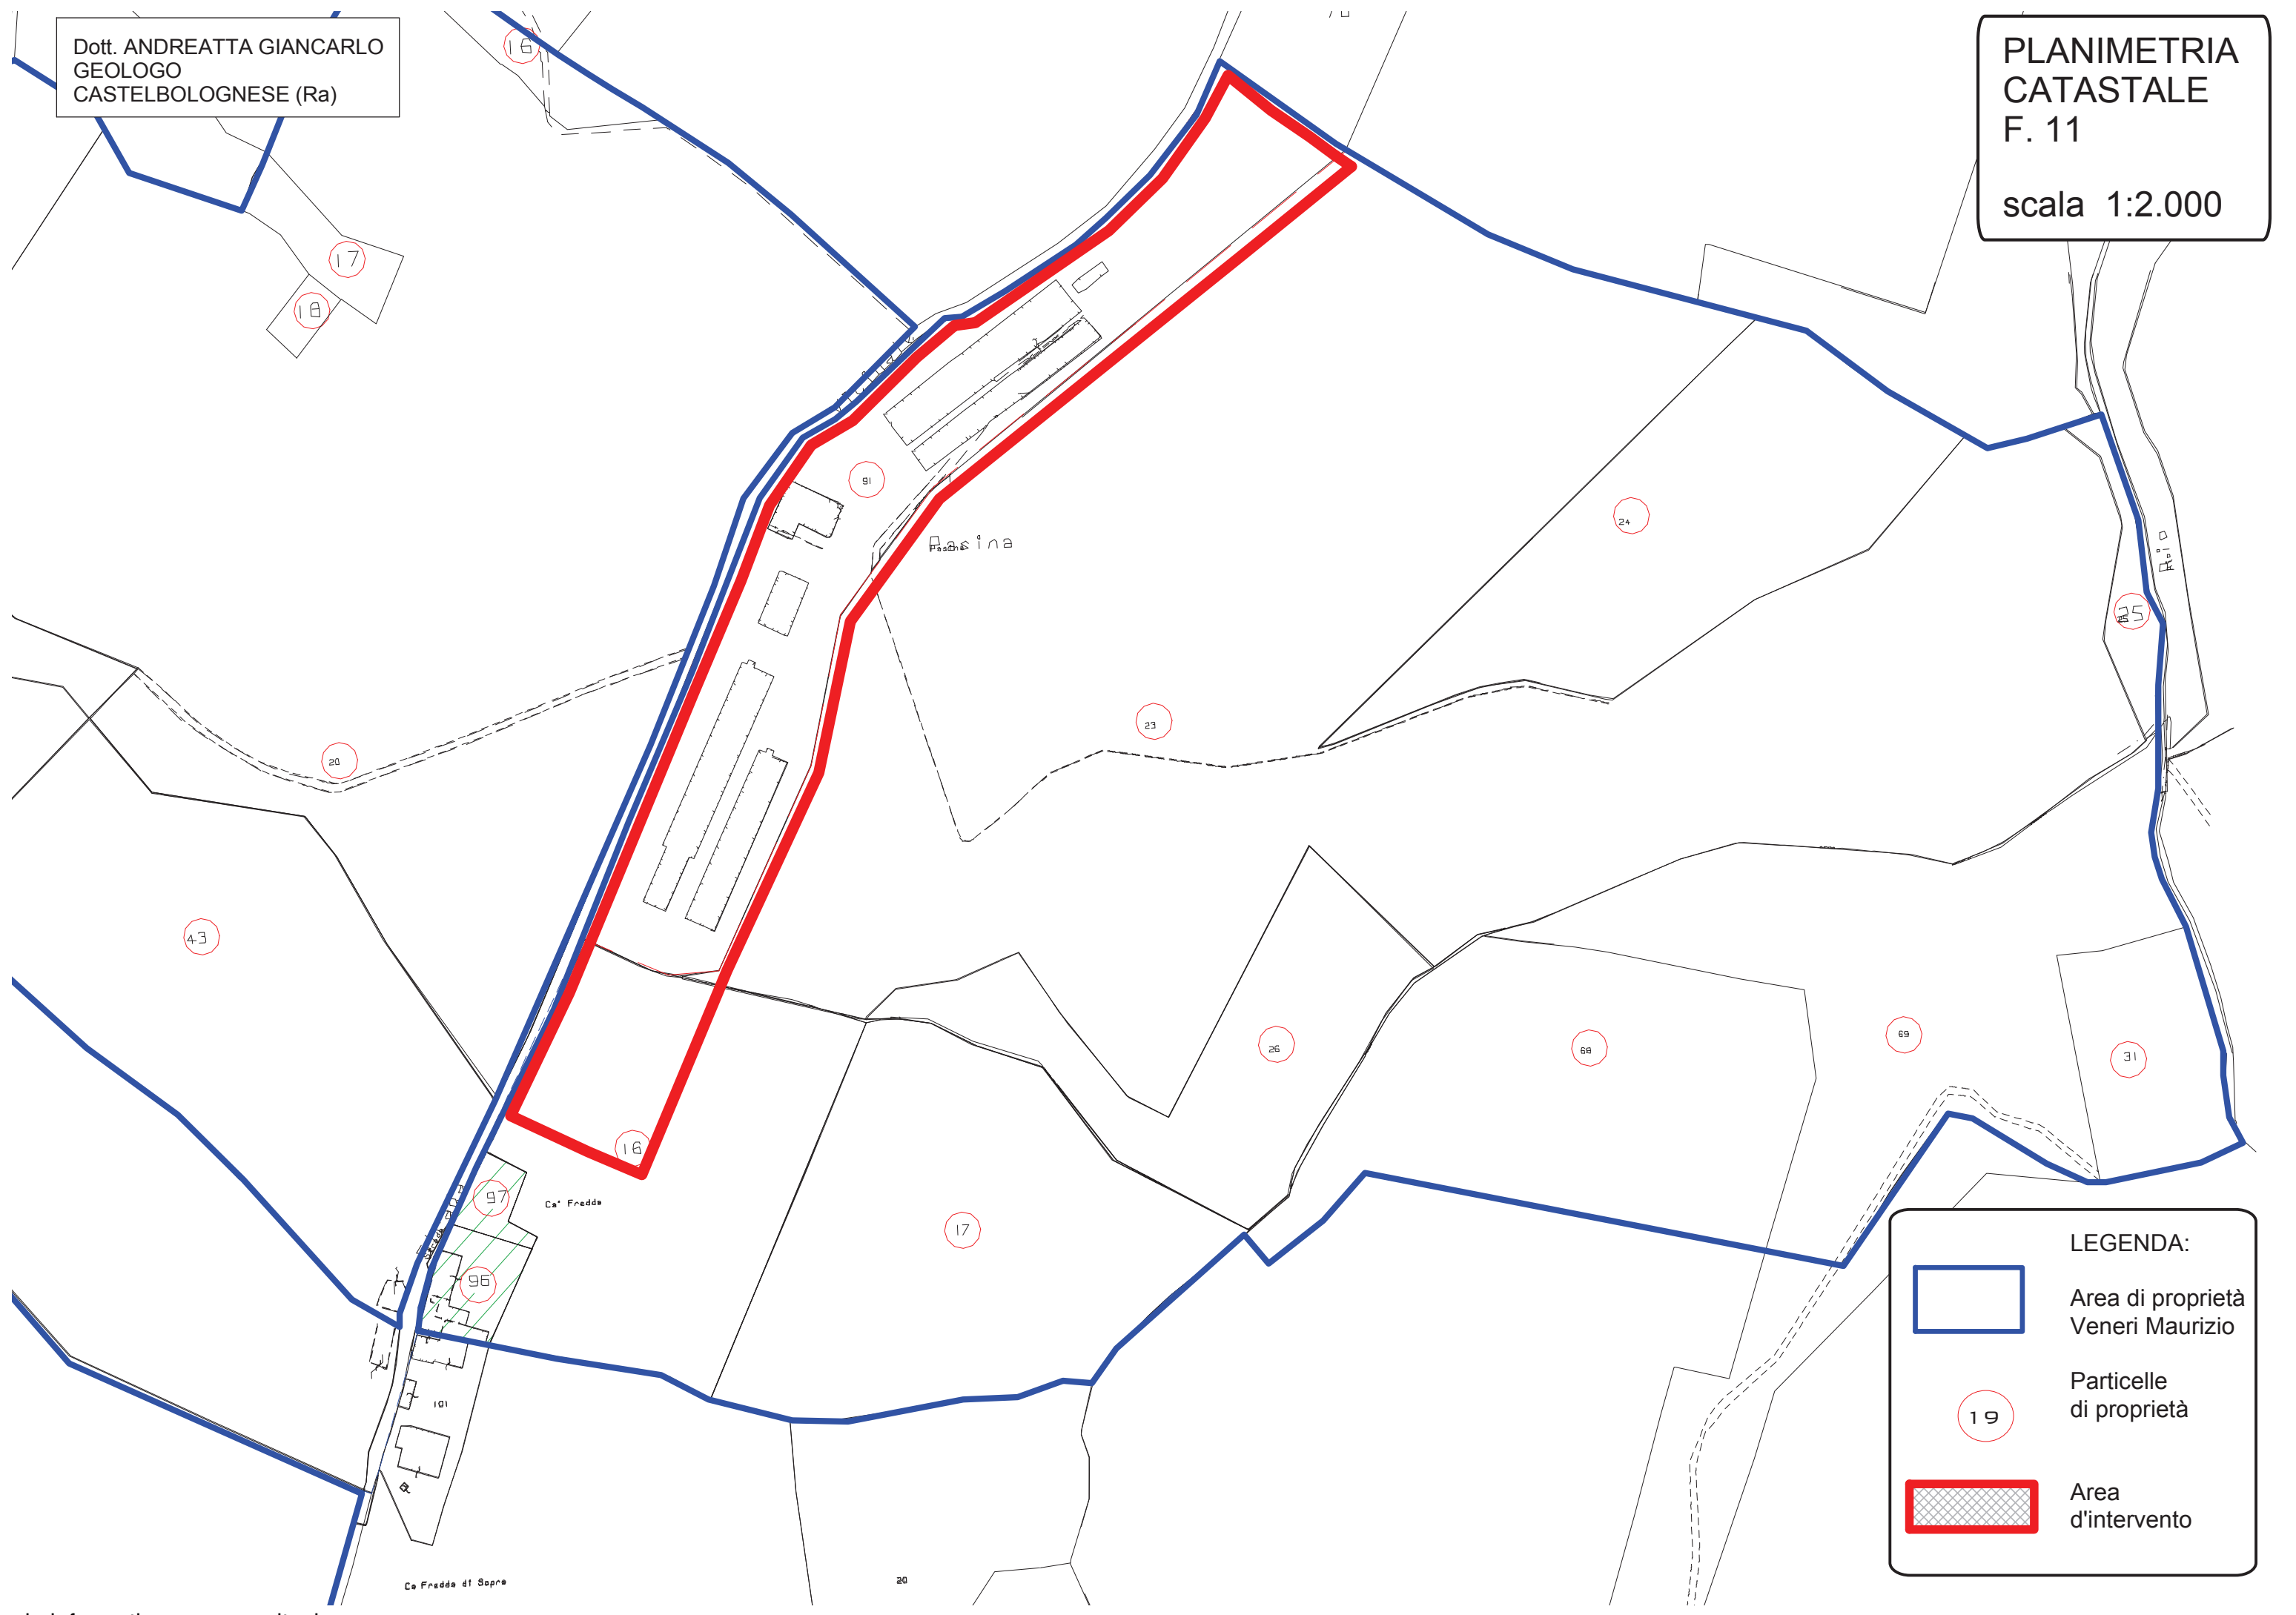 Dott. ANDREATTA GIANCARLO
GEOLOGO
CASTELBOLOGNESE (Ra)
PLANIMETRIA
CATASTALE
F. 11
scala 1:2.000
16
17
18
91
Pasina
24
Rio
25
23
20
43
26
68
69
31
16
97
Ca' Fredda
96
17
101
Ca Fredda di Sopra
20
LEGENDA:
Area di proprietà
Veneri Maurizio
19
Particelle
di proprietà
Area
d'intervento